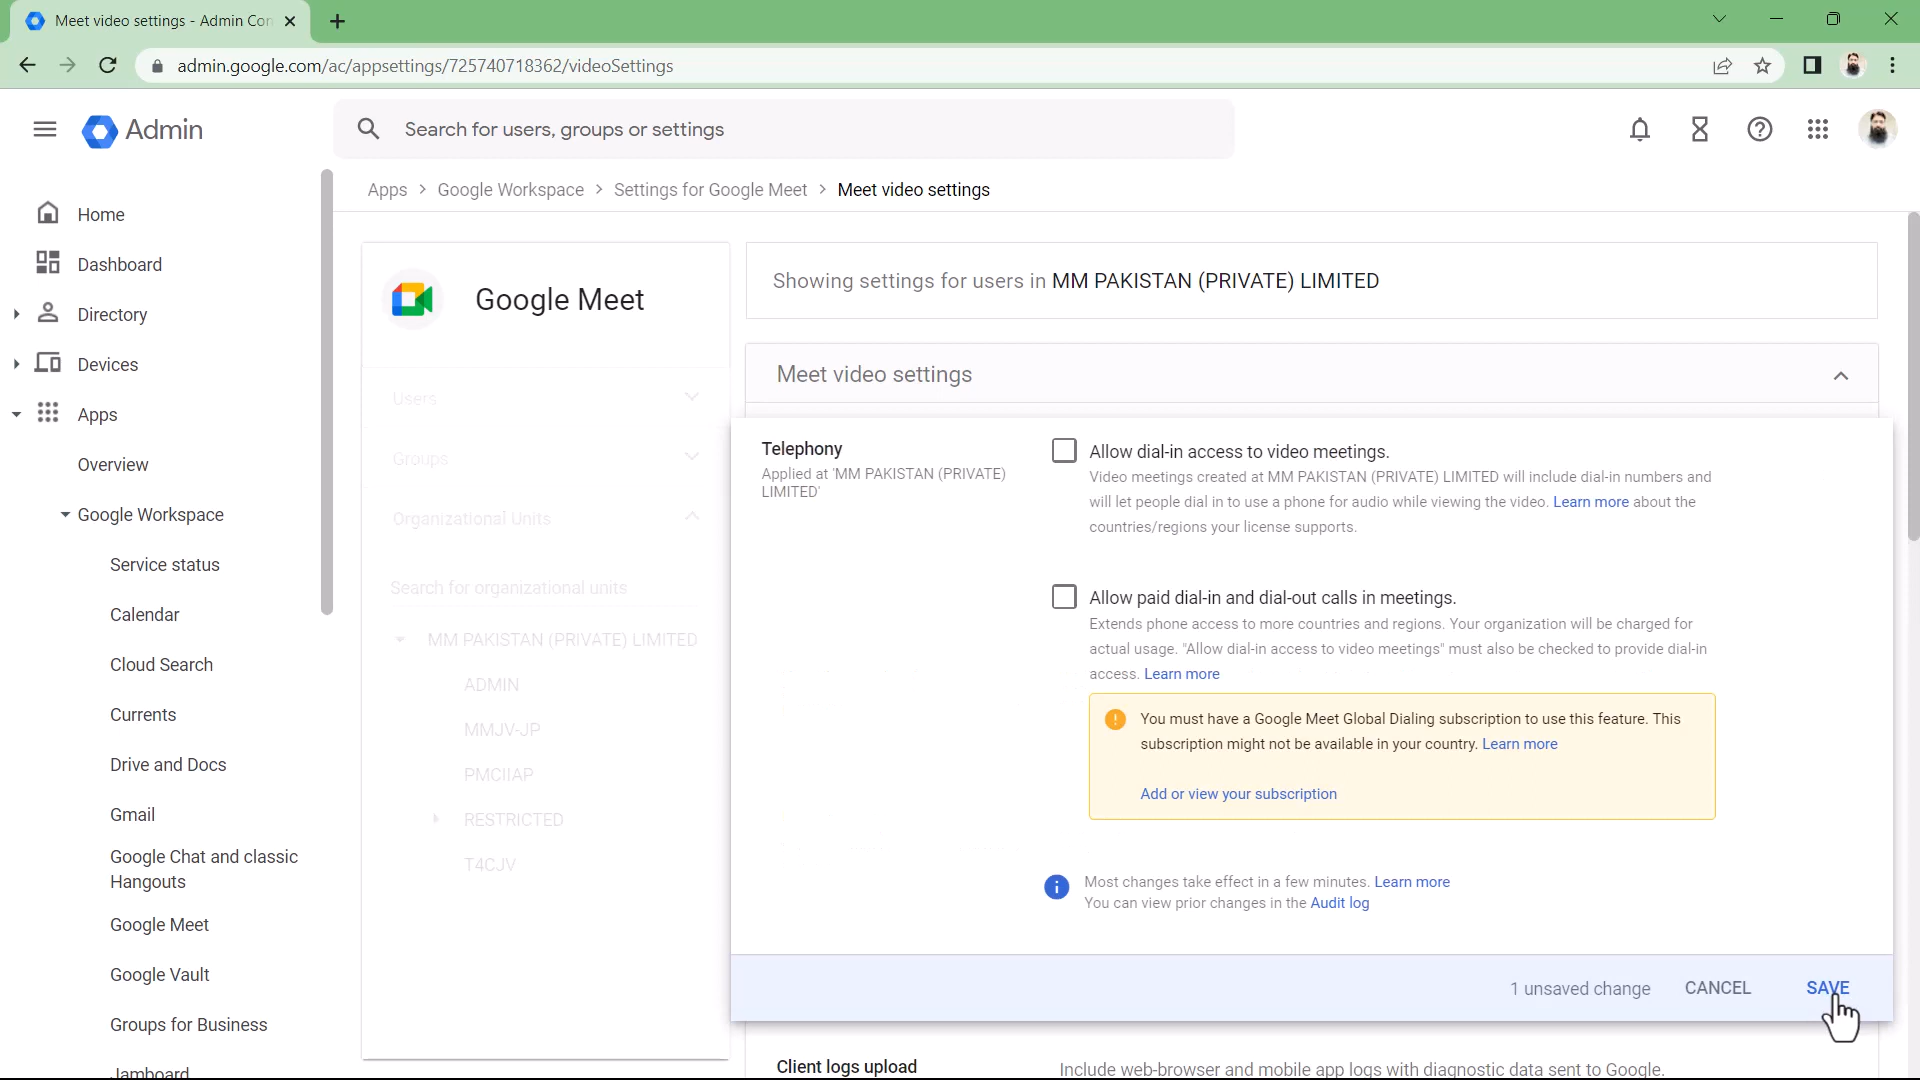 Meet video settings - Admin Con
admin.google.com/ac/appsettings/725740718362/videoSettings
Admin
Search for users, groups or settings
Apps > Google Workspace > Settings for Google Meet > Meet video settings
Home
Dashboard
Directory
Devices
Apps
Overview
Google Workspace
Service status
Calendar
Cloud Search
Currents
Drive and Docs
Gmail
Google Chat and classic
Hangouts
Google Meet
Google Vault
Groups for Business
Jamboard
Google Meet
Users
Groups
Organizational Units
Search for organizational units
MM PAKISTAN (PRIVATE) LIMITED
ADMIN
MMJV-JP
PMCIIAP
RESTRICTED
T4CJV
Showing settings for users in MM PAKISTAN (PRIVATE) LIMITED
Meet video settings
Telephony
Applied at 'MM PAKISTAN (PRIVATE)
LIMITED'
Allow dial-in access to video meetings.
Video meetings created at MM PAKISTAN (PRIVATE) LIMITED will include dial-in numbers and
will let people dial in to use a phone for audio while viewing the video. Learn more about the
countries/regions your license supports.
Allow paid dial-in and dial-out calls in meetings.
Extends phone access to more countries and regions. Your organization will be charged for
actual usage. "Allow dial-in access to video meetings" must also be checked to provide dial-in
access. Learn more
You must have a Google Meet Global Dialing subscription to use this feature. This
subscription might not be available in your country. Learn more
Add or view your subscription
Most changes take effect in a few minutes. Learn more
You can view prior changes in the Audit log
1 unsaved change
CANCEL
SAVE
Client logs upload
Include web-browser and mobile app logs with diagnostic data sent to Google.